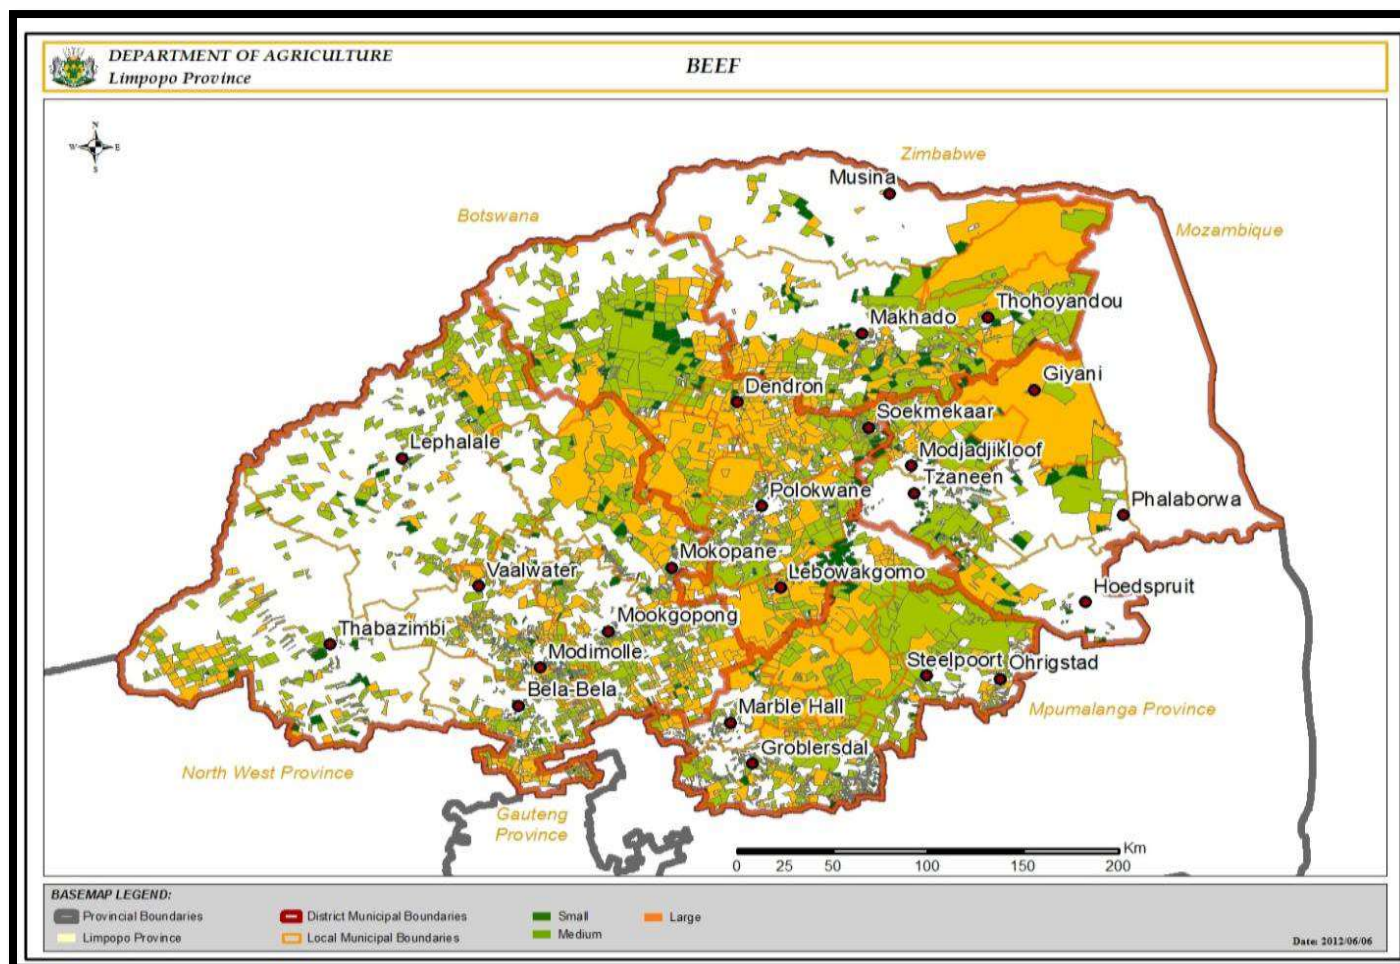 DEPARTMENT OF AGRICULTURE
Limpopo Province
BEEF
N
W E
S
Zimbabwe
Musina
Botswana
Mozambique
Thohoyandou
Makhado
Giyani
Dendron
Soekmekaar
Lephalale
Modjadjikloof
Tzaneen
Polokwane
Phalaborwa
Mokopane
Vaalwater
Lebowakgomo
Hoedspruit
Mookgopong
Thabazimbi
Modimolle
Steelpoort
Ohrigstad
Bela-Bela
Marble Hall
Mpumalanga Province
Groblersdal
North West Province
Gauteng
Province
Km
0 25 50 100 150 200
BASEMAP LEGEND:
Provincial Boundaries
District Municipal Boundaries
Small
Large
Limpopo Province
Local Municipal Boundaries
Medium
Date: 2012/06/06